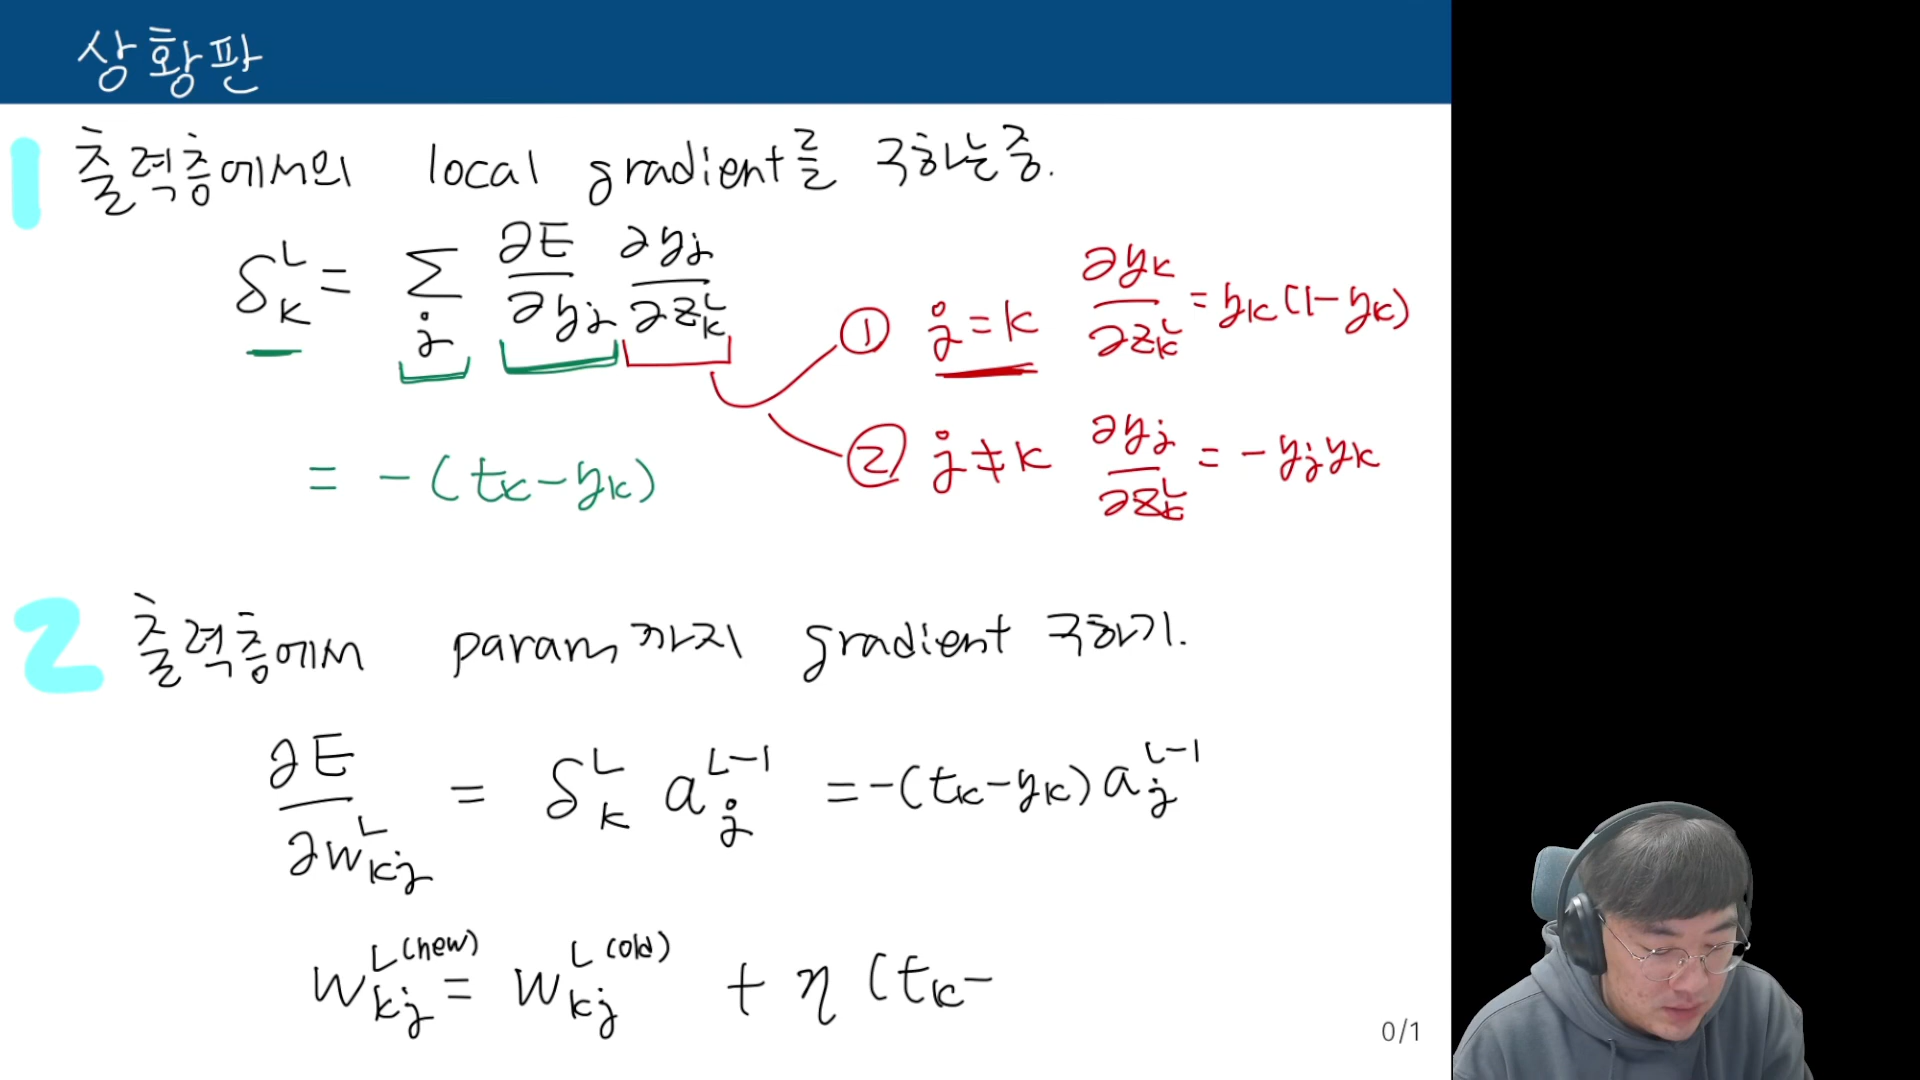 상황판
1 출력층에서의 local gradient를 구하는중.
δ_k^L = Σ_j ∂E/∂y_j ∂y_j/∂z_k^L
① j=k ∂y_k/∂z_k^L = y_k(1-y_k)
= -(t_k-y_k)
② j≠k ∂y_j/∂z_k^L = -y_j y_k
2 출력층에서 param까지 gradient 구하기.
∂E/∂w_kj^L = δ_k^L a_j^{L-1} = -(t_k-y_k) a_j^{L-1}
w_kj^{L(new)} = w_kj^{L(old)} + η (t_k-
0/1